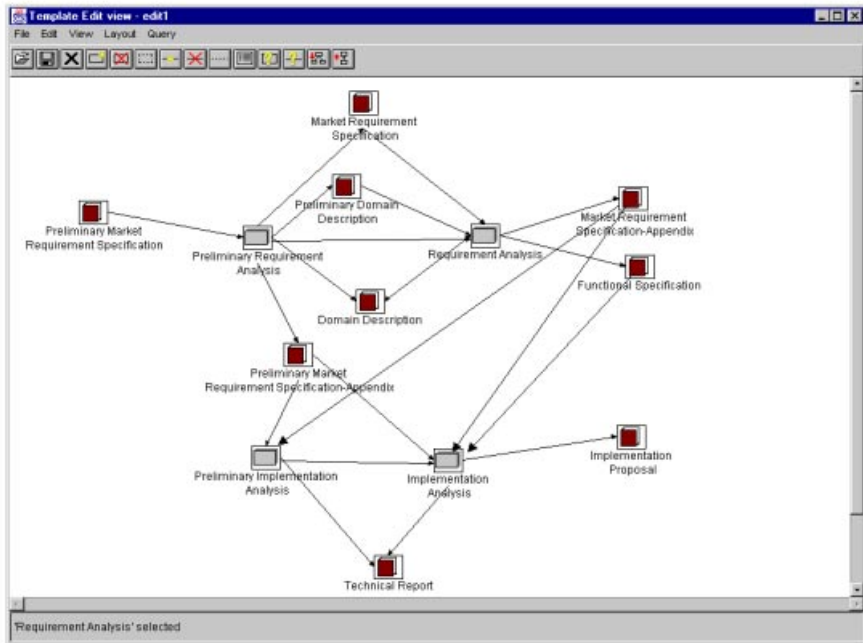 Template Edit view - edit1
File Edit View Layout Query
Market Requirement
Specification
Preliminary Domain
Description
Preliminary Market
Requirement Specification
Market Requirement
Specification-Appendix
Preliminary Requirement
Analysis
Requirement Analysis
Functional Specification
Domain Description
Preliminary Market
Requirement Specification-Appendix
Preliminary Implementation
Analysis
Implementation
Analysis
Implementation
Proposal
Technical Report
'Requirement Analysis' selected